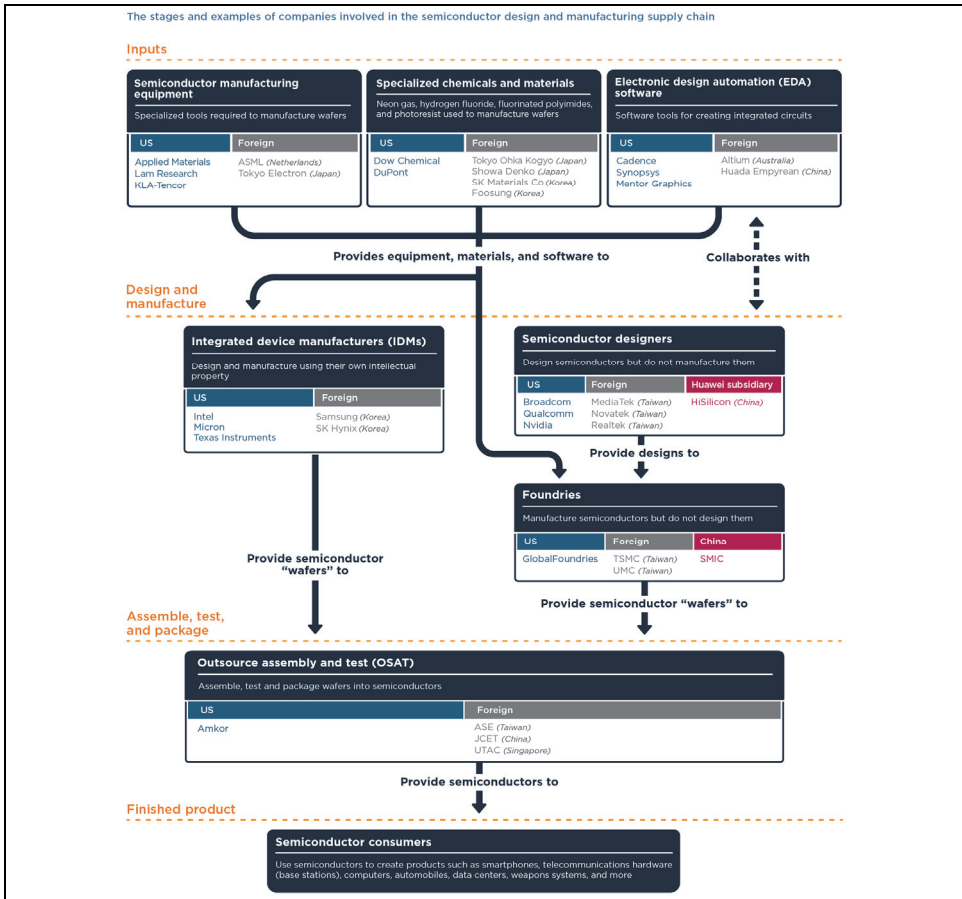 The stages and examples of companies involved in the semiconductor design and manufacturing supply chain
Inputs
Semiconductor manufacturing
equipment
Specialized tools required to manufacture wafers
US
Foreign
Applied Materials
Lam Research
KLA-Tencor
ASML (Netherlands)
Tokyo Electron (Japan)
Specialized chemicals and materials
Neon gas, hydrogen fluoride, fluorinated polyimides,
and photoresist used to manufacture wafers
US
Foreign
Dow Chemical
DuPont
Tokyo Ohka Kogyo (Japan)
Showa Denko (Japan)
SK Materials Co (Korea)
Foosung (Korea)
Electronic design automation (EDA)
software
Software tools for creating integrated circuits
US
Foreign
Cadence
Synopsys
Mentor Graphics
Altium (Australia)
Huada Empyrean (China)
Provides equipment, materials, and software to
Collaborates with
Design and
manufacture
Integrated device manufacturers (IDMs)
Design and manufacture using their own intellectual
property
US
Foreign
Intel
Micron
Texas Instruments
Samsung (Korea)
SK Hynix (Korea)
Semiconductor designers
Design semiconductors but do not manufacture them
US
Foreign
Huawei subsidiary
Broadcom
Qualcomm
Nvidia
MediaTek (Taiwan)
Novatek (Taiwan)
Realtek (Taiwan)
HiSilicon (China)
Provide designs to
Foundries
Manufacture semiconductors but do not design them
US
Foreign
China
GlobalFoundries
TSMC (Taiwan)
UMC (Taiwan)
SMIC
Provide semiconductor
“wafers” to
Provide semiconductor “wafers” to
Assemble, test,
and package
Outsource assembly and test (OSAT)
Assemble, test and package wafers into semiconductors
US
Foreign
Amkor
ASE (Taiwan)
JCET (China)
UTAC (Singapore)
Provide semiconductors to
Finished product
Semiconductor consumers
Use semiconductors to create products such as smartphones, telecommunications hardware
(base stations), computers, automobiles, data centers, weapons systems, and more